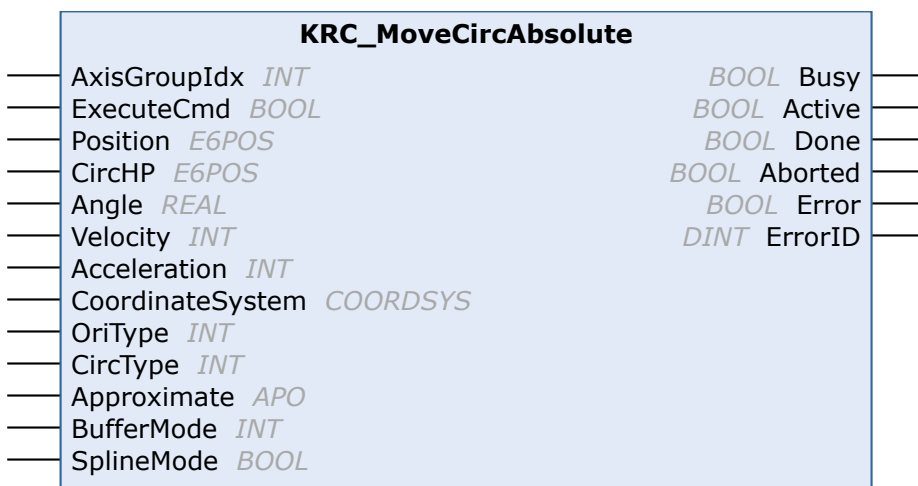 KRC_MoveCircAbsolute
AxisGroupIdx INT BOOL Busy
ExecuteCmd BOOL BOOL Active
Position E6POS BOOL Done
CircHP E6POS BOOL Aborted
Angle REAL BOOL Error
Velocity INT DINT ErrorID
Acceleration INT
CoordinateSystem COORDSYS
OriType INT
CircType INT
Approximate APO
BufferMode INT
SplineMode BOOL